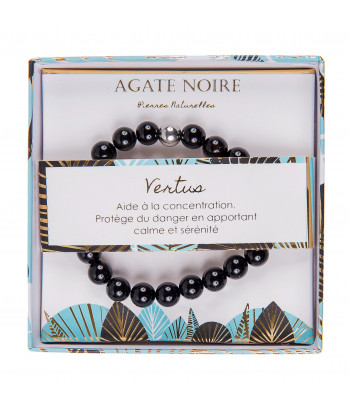 AGATE NOIRE
Pierres Naturelles
Vertus
Aide à la concentration.
Protège du danger en apportant
calme et sérénité